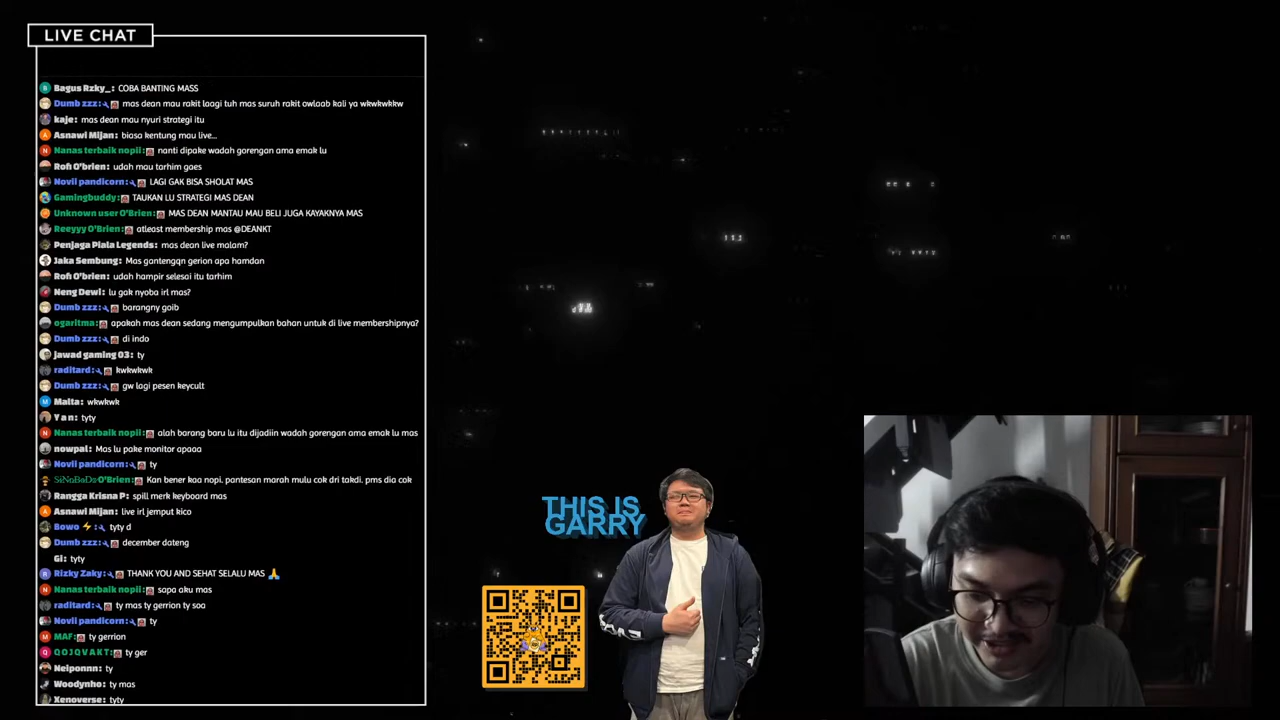 LIVE CHAT
Bagus Rzky_: COBA BANTING MASS
Dumb zzz: mas dean mau rakit laagi tuh mas suruh rakit owlaab kali ya wkwkwkkw
kaje: mas dean mau nyuri strategi itu
Asnawi Mijan: biasa kentung mau live...
Nanas terbaik nopii: nanti dipake wadah gorengan ama emak lu
Rofi O'brien: udah mau tarhim gaes
Novil pandicorn: LAGI GAK BISA SHOLAT MAS
Gamingbuddy: TAUKAN LU STRATEGI MAS DEAN
Unknown user O'Brien: MAS DEAN MANTAU MAU BELI JUGA KAYAKNYA MAS
Reeyyy O'Brien: atleast membership mas @DEANKT
Penjaga Piala Legends: mas dean live malam?
Jaka Sembung: Mas gantengqn gerion apa hamdan
Rofi O'brien: udah hampir selesai itu tarhim
Neng Dewi: lu gak nyoba irl mas?
Dumb zzz: barangny goib
ogaritma: apakah mas dean sedang mengumpulkan bahan untuk di live membershipnya?
Dumb zzz: di indo
jawad gaming 03: ty
raditard: kwkwkwk
Dumb zzz: gw lagi pesen keycult
Malta: wkwkwk
Y a n: tyty
Nanas terbaik nopii: alah barang baru lu itu dijadiin wadah gorengan ama emak lu mas
nowpal: Mas lu pake monitor apaaa
Novil pandicorn: ty
SiNoBoDz O'Brien: Kan bener kaa nopi. pantesan marah mulu cok dri takdi. pms dia cok
Rangga Krisna P: spill merk keyboard mas
Asnawi Mijan: live irl jemput kico
Bowo ⚡: tyty d
Dumb zzz: december dateng
Gi: tyty
Rizky Zaky: THANK YOU AND SEHAT SELALU MAS 🙏
Nanas terbaik nopii: sapa aku mas
raditard: ty mas ty gerrion ty soa
Novil pandicorn: ty
MAF: ty gerrion
Q O J Q V A K T: ty ger
Neiponnn: ty
Woodynho: ty mas
Xenoverse: tyty
THIS IS
GARRY